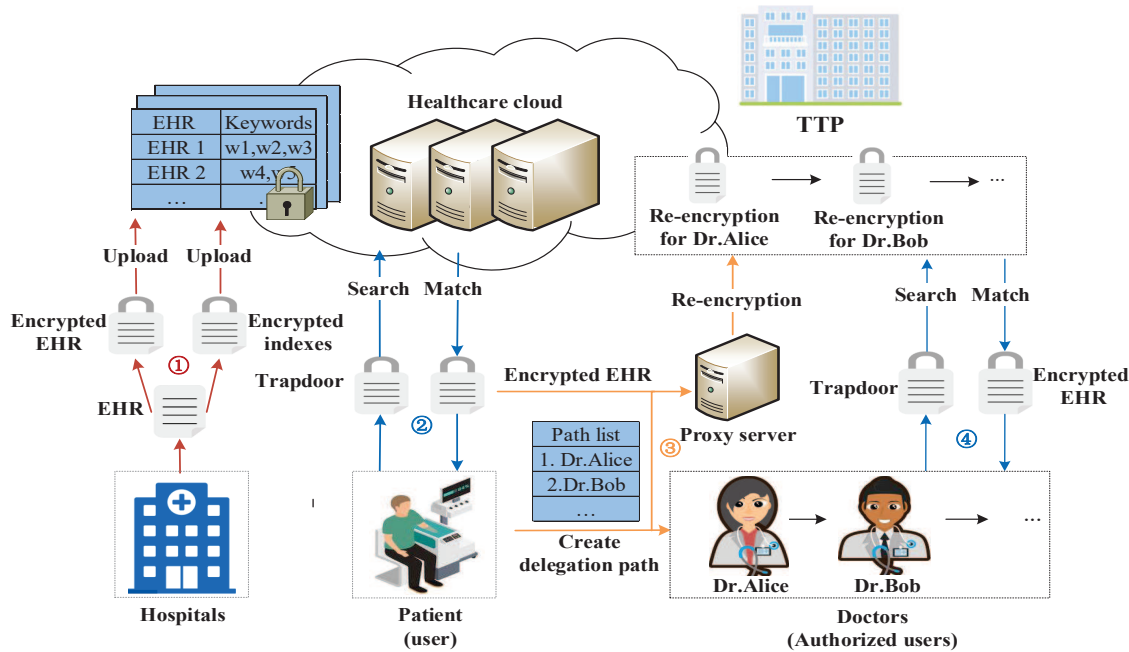 Healthcare cloud
TTP
EHR Keywords
EHR 1 w1,w2,w3
EHR 2 w4,w5
...
Re-encryption
for Dr.Alice
Re-encryption
for Dr.Bob
...
Upload
Upload
Search
Match
Re-encryption
Search
Match
Encrypted
EHR
Encrypted
indexes
①
EHR
Trapdoor
②
Encrypted EHR
Proxy server
③
Path list
1. Dr.Alice
2.Dr.Bob
...
Trapdoor
Encrypted
EHR
④
Create
delegation path
Dr.Alice
Dr.Bob
...
Hospitals
Patient
(user)
Doctors
(Authorized users)